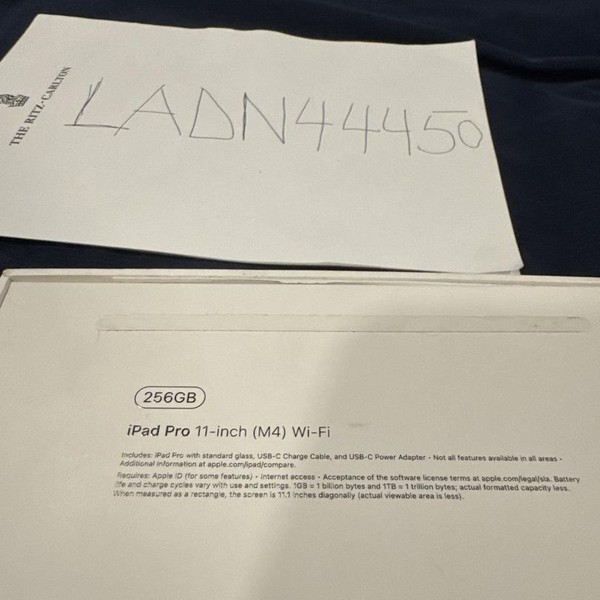 THE RITZ-CARLTON
LADN44450
256GB
iPad Pro 11-inch (M4) Wi-Fi
Includes: iPad Pro with standard glass, USB-C Charge Cable, and USB-C Power Adapter • Not all features available in all areas •
Additional information at apple.com/ipad/compare.
Requires: Apple ID (for some features) • Internet access • Acceptance of the software license terms at apple.com/legal/sla. Battery
life and charge cycles vary with use and settings. 1GB = 1 billion bytes and 1TB = 1 trillion bytes; actual formatted capacity less.
When measured as a rectangle, the screen is 11.1 inches diagonally (actual viewable area is less).